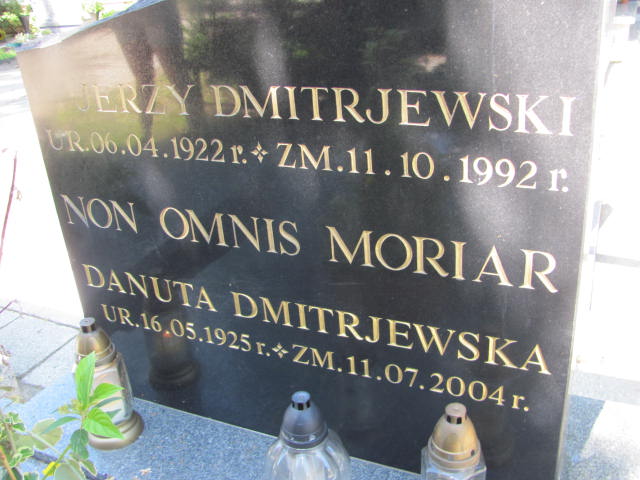 JERZY DMITRJEWSKI
UR.06.04.1922 r. ✧ ZM.11.10.1992 r.
NON OMNIS MORIAR
DANUTA DMITRJEWSKA
UR.16.05.1925 r. ✧ ZM.11.07.2004 r.